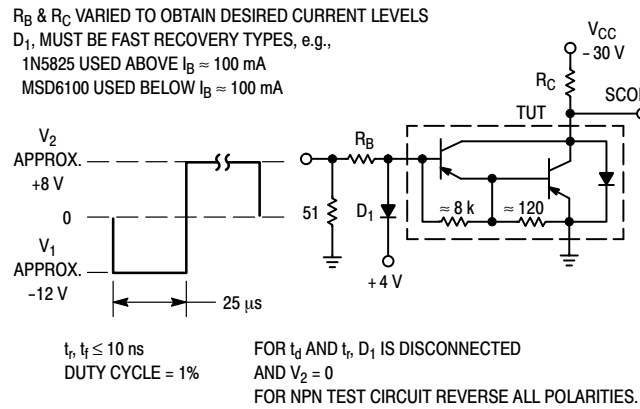 R_B & R_C VARIED TO OBTAIN DESIRED CURRENT LEVELS
D_1, MUST BE FAST RECOVERY TYPES, e.g.,
1N5825 USED ABOVE I_B ≈ 100 mA
MSD6100 USED BELOW I_B ≈ 100 mA
V_CC
-30 V
R_C
TUT
V_2
APPROX.
+8 V
0
V_1
APPROX.
-12 V
25 μs
R_B
51
D_1
+4 V
≈ 8 k
≈ 120
t_r, t_f ≤ 10 ns
DUTY CYCLE = 1%
FOR t_d AND t_r, D_1 IS DISCONNECTED
AND V_2 = 0
FOR NPN TEST CIRCUIT REVERSE ALL POLARITIES.